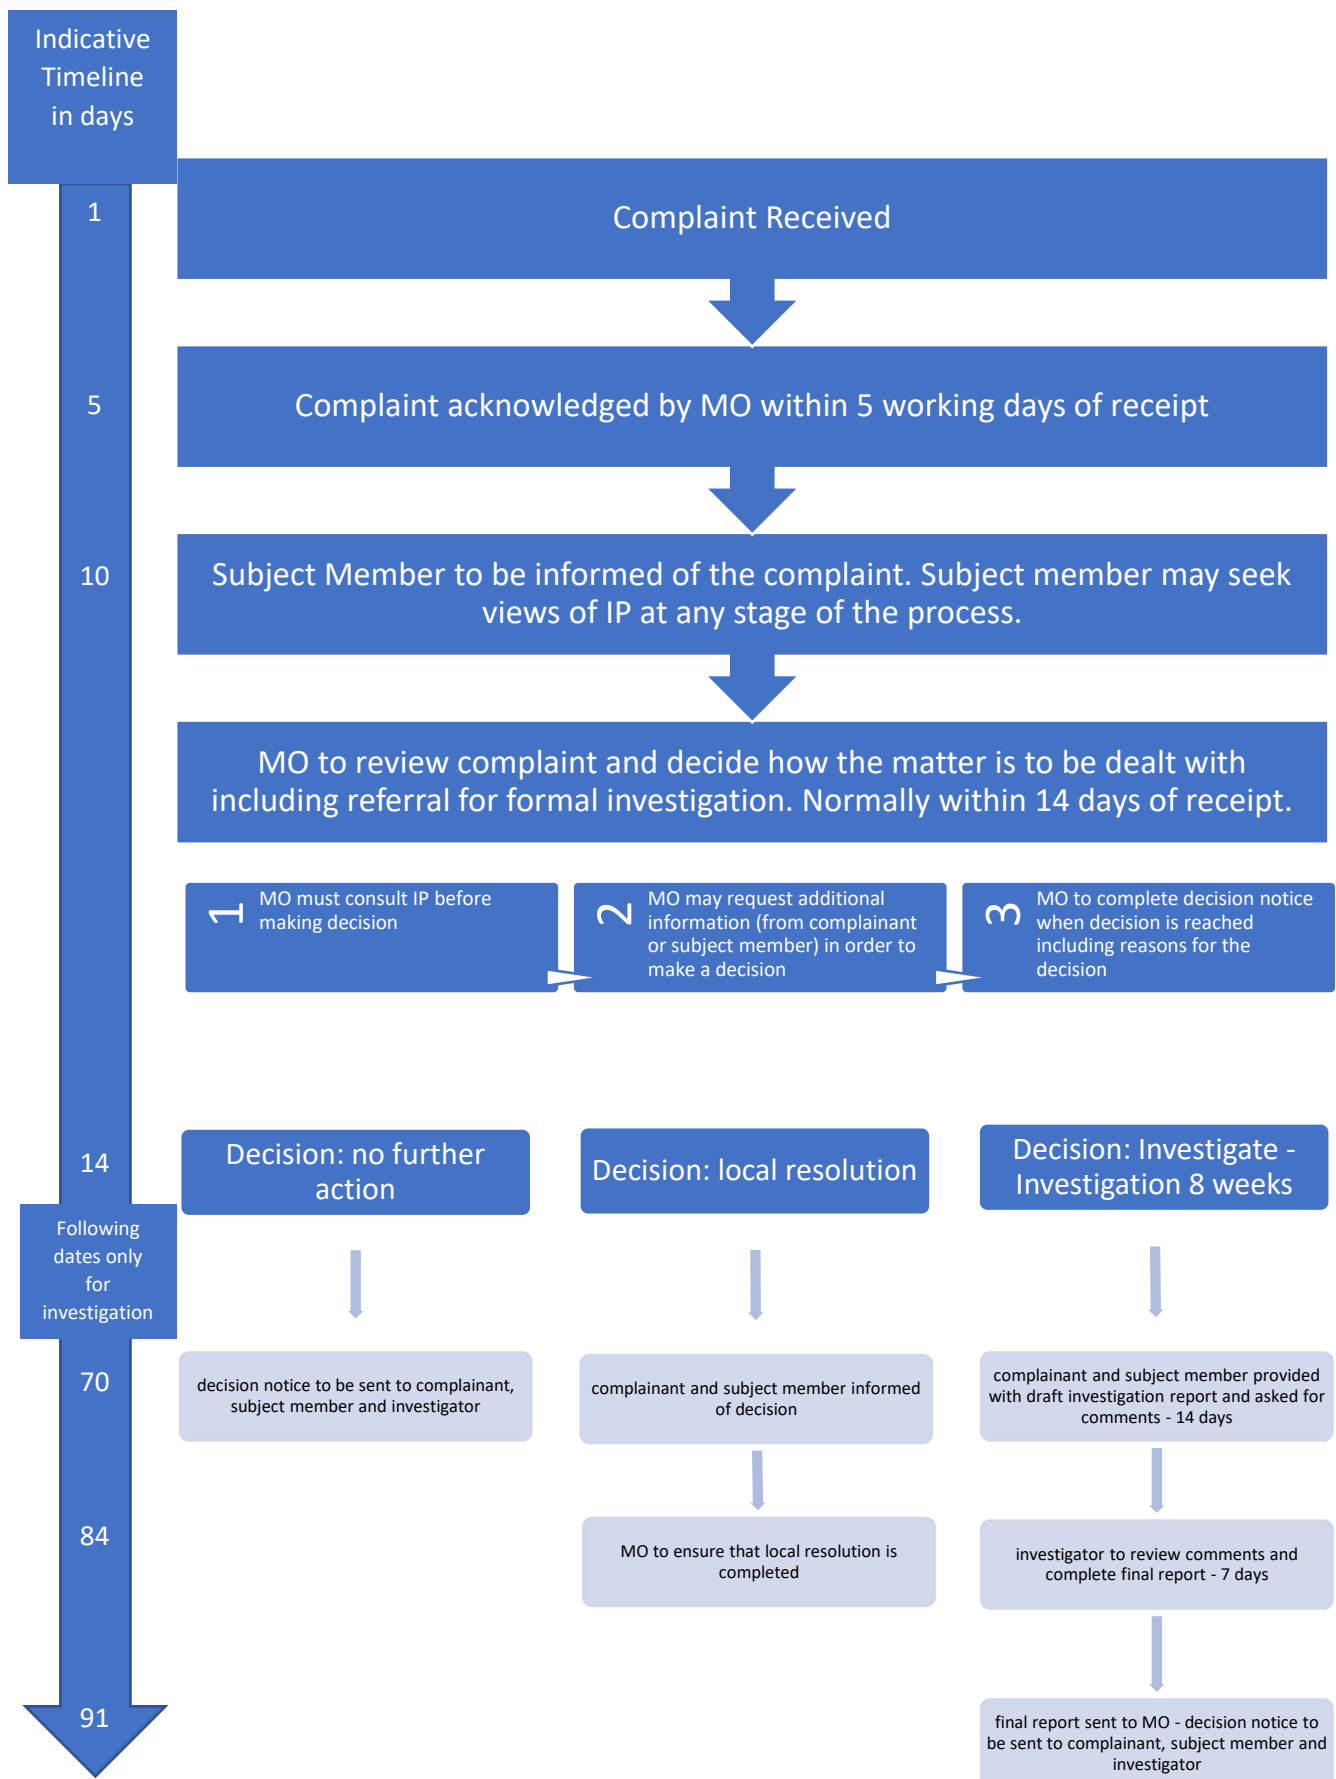 Indicative
Timeline
in days
1
Complaint Received
5
Complaint acknowledged by MO within 5 working days of receipt
10
Subject Member to be informed of the complaint. Subject member may seek
views of IP at any stage of the process.
MO to review complaint and decide how the matter is to be dealt with
including referral for formal investigation. Normally within 14 days of receipt.
1
MO must consult IP before
making decision
2
MO may request additional
information (from complainant
or subject member) in order to
make a decision
3
MO to complete decision notice
when decision is reached
including reasons for the
decision
14
Decision: no further
action
Decision: local resolution
Decision: Investigate -
Investigation 8 weeks
Following
dates only
for
investigation
70
decision notice to be sent to complainant,
subject member and investigator
complainant and subject member informed
of decision
complainant and subject member provided
with draft investigation report and asked for
comments - 14 days
84
MO to ensure that local resolution is
completed
investigator to review comments and
complete final report - 7 days
91
final report sent to MO - decision notice to
be sent to complainant, subject member and
investigator